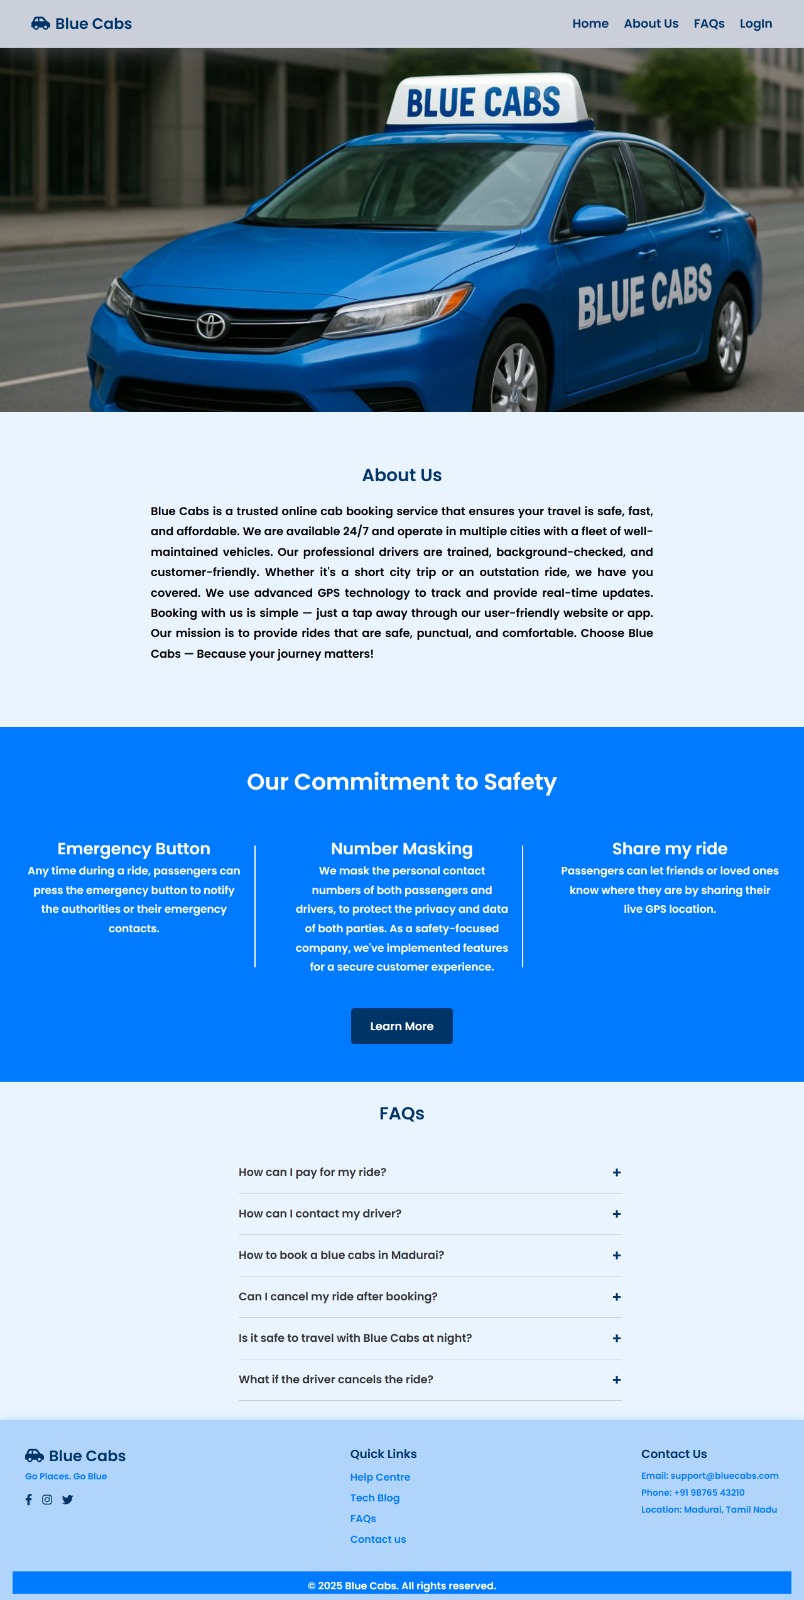 Blue Cabs
Home About Us FAQs LogIn
BLUE CABS
BLUE CABS
About Us
Blue Cabs is a trusted online cab booking service that ensures your travel is safe, fast,
and affordable. We are available 24/7 and operate in multiple cities with a fleet of well-
maintained vehicles. Our professional drivers are trained, background-checked, and
customer-friendly. Whether it's a short city trip or an outstation ride, we have you
covered. We use advanced GPS technology to track and provide real-time updates.
Booking with us is simple — just a tap away through our user-friendly website or app.
Our mission is to provide rides that are safe, punctual, and comfortable. Choose Blue
Cabs — Because your journey matters!
Our Commitment to Safety
Emergency Button
Any time during a ride, passengers can
press the emergency button to notify
the authorities or their emergency
contacts.
Number Masking
We mask the personal contact
numbers of both passengers and
drivers, to protect the privacy and data
of both parties. As a safety-focused
company, we've implemented features
for a secure customer experience.
Share my ride
Passengers can let friends or loved ones
know where they are by sharing their
live GPS location.
Learn More
FAQs
How can I pay for my ride? +
How can I contact my driver? +
How to book a blue cabs in Madurai? +
Can I cancel my ride after booking? +
Is it safe to travel with Blue Cabs at night? +
What if the driver cancels the ride? +
Blue Cabs
Go Places. Go Blue
Quick Links
Help Centre
Tech Blog
FAQs
Contact us
Contact Us
Email: support@bluecabs.com
Phone: +91 98765 43210
Location: Madurai, Tamil Nadu
© 2025 Blue Cabs. All rights reserved.